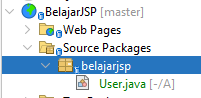 BelajarJSP [master]
Web Pages
Source Packages
belajarjsp
User.java [-/A]